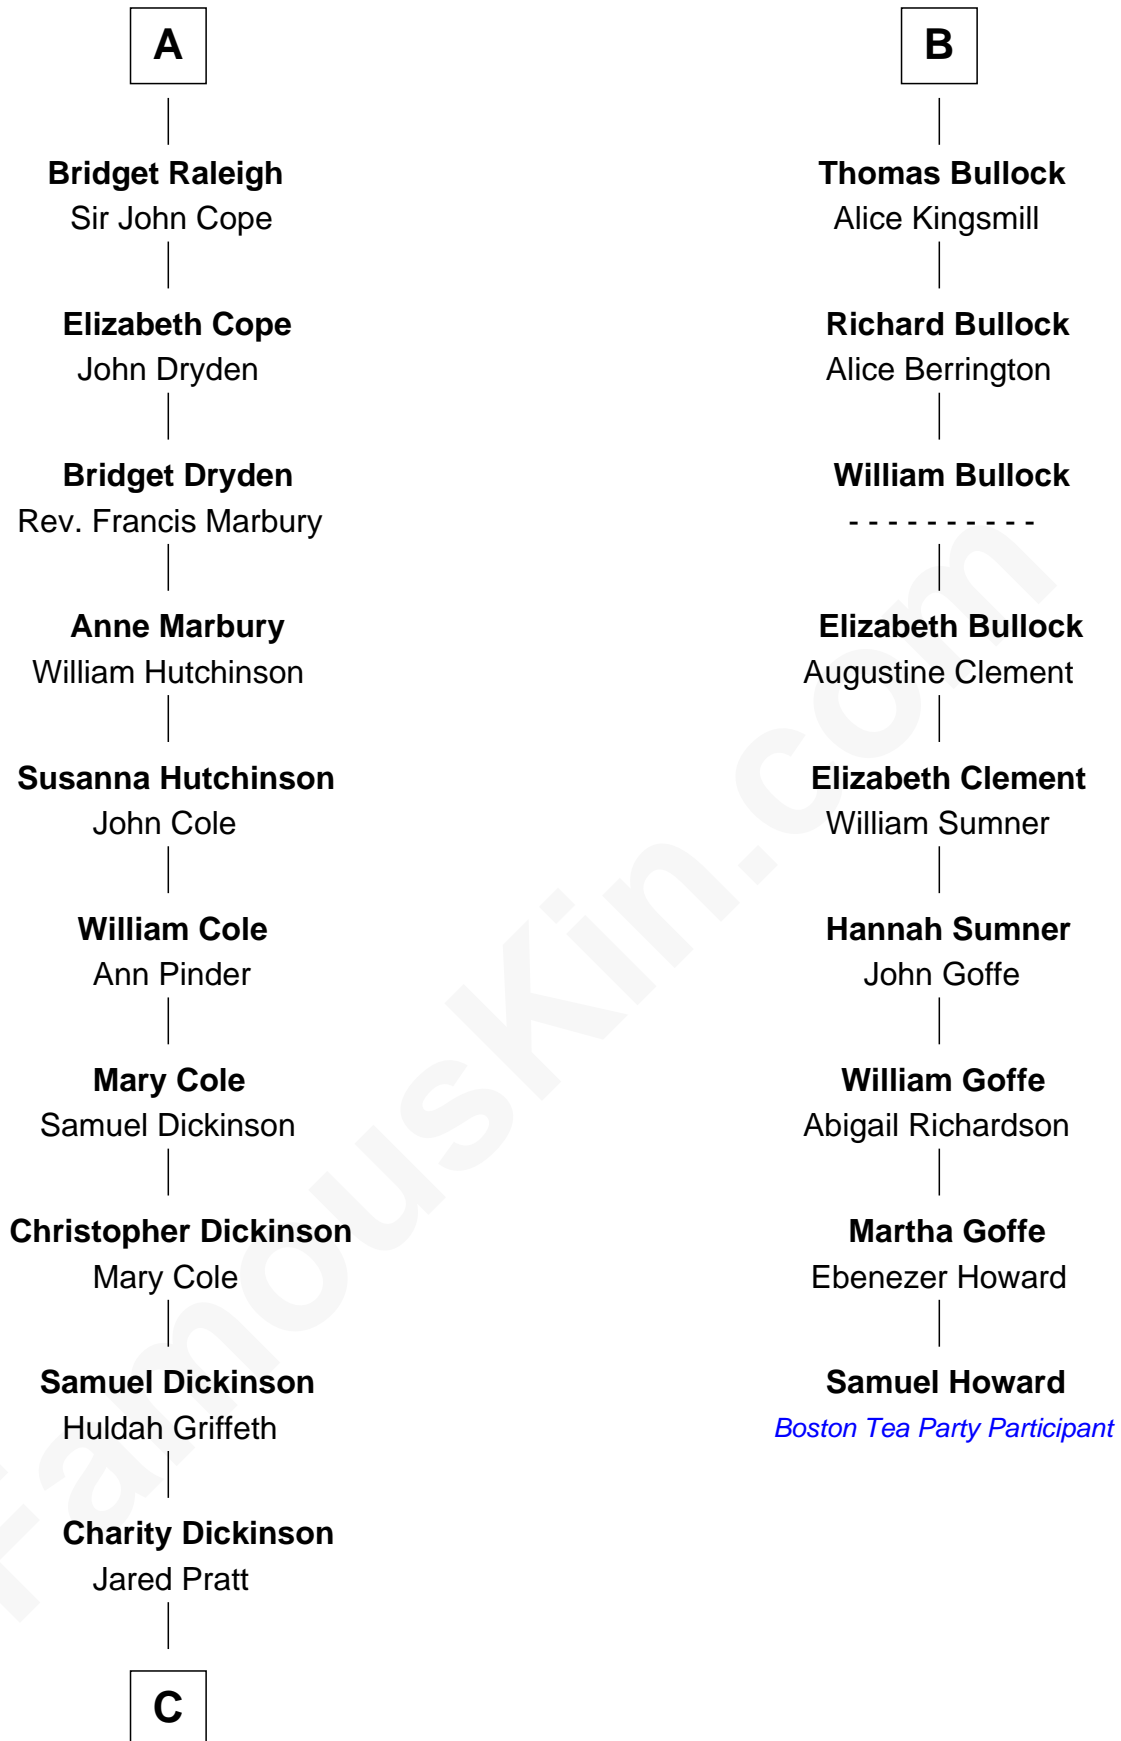 A
Bridget Raleigh
Sir John Cope
Elizabeth Cope
John Dryden
Bridget Dryden
Rev. Francis Marbury
Anne Marbury
William Hutchinson
Susanna Hutchinson
John Cole
William Cole
Ann Pinder
Mary Cole
Samuel Dickinson
Christopher Dickinson
Mary Cole
Samuel Dickinson
Huldah Griffeth
Charity Dickinson
Jared Pratt
C
B
Thomas Bullock
Alice Kingsmill
Richard Bullock
Alice Berrington
William Bullock
- - - - - - - - - -
Elizabeth Bullock
Augustine Clement
Elizabeth Clement
William Sumner
Hannah Sumner
John Goffe
William Goffe
Abigail Richardson
Martha Goffe
Ebenezer Howard
Samuel Howard
Boston Tea Party Participant
FamousKin.com